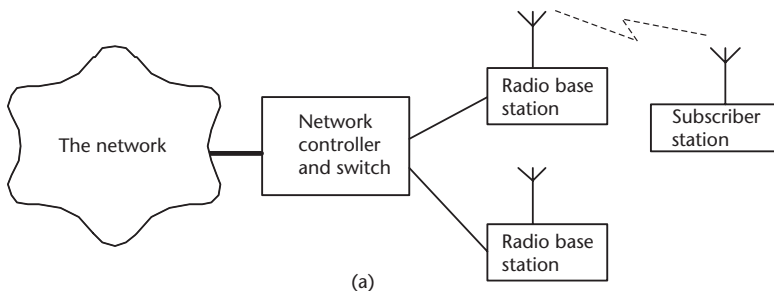 The network
Network
controller
and switch
Radio base
station
Subscriber
station
Radio base
station
(a)